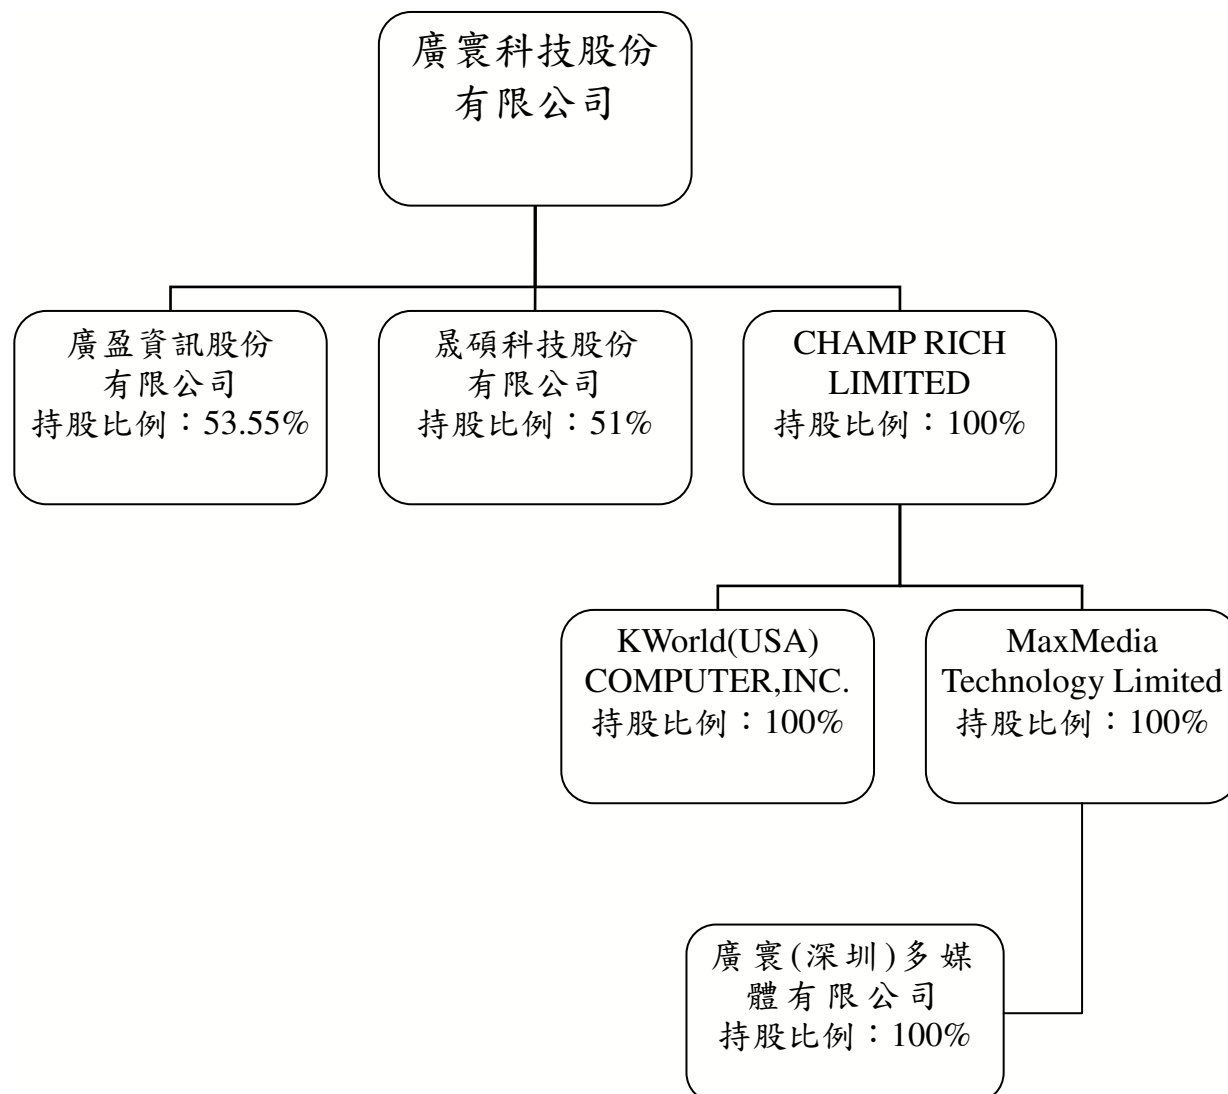 廣寰科技股份
有限公司
廣盈資訊股份
有限公司
持股比例：53.55%
晟碩科技股份
有限公司
持股比例：51%
CHAMP RICH
LIMITED
持股比例：100%
KWorld(USA)
COMPUTER,INC.
持股比例：100%
MaxMedia
Technology Limited
持股比例：100%
廣寰(深圳)多媒
體有限公司
持股比例：100%